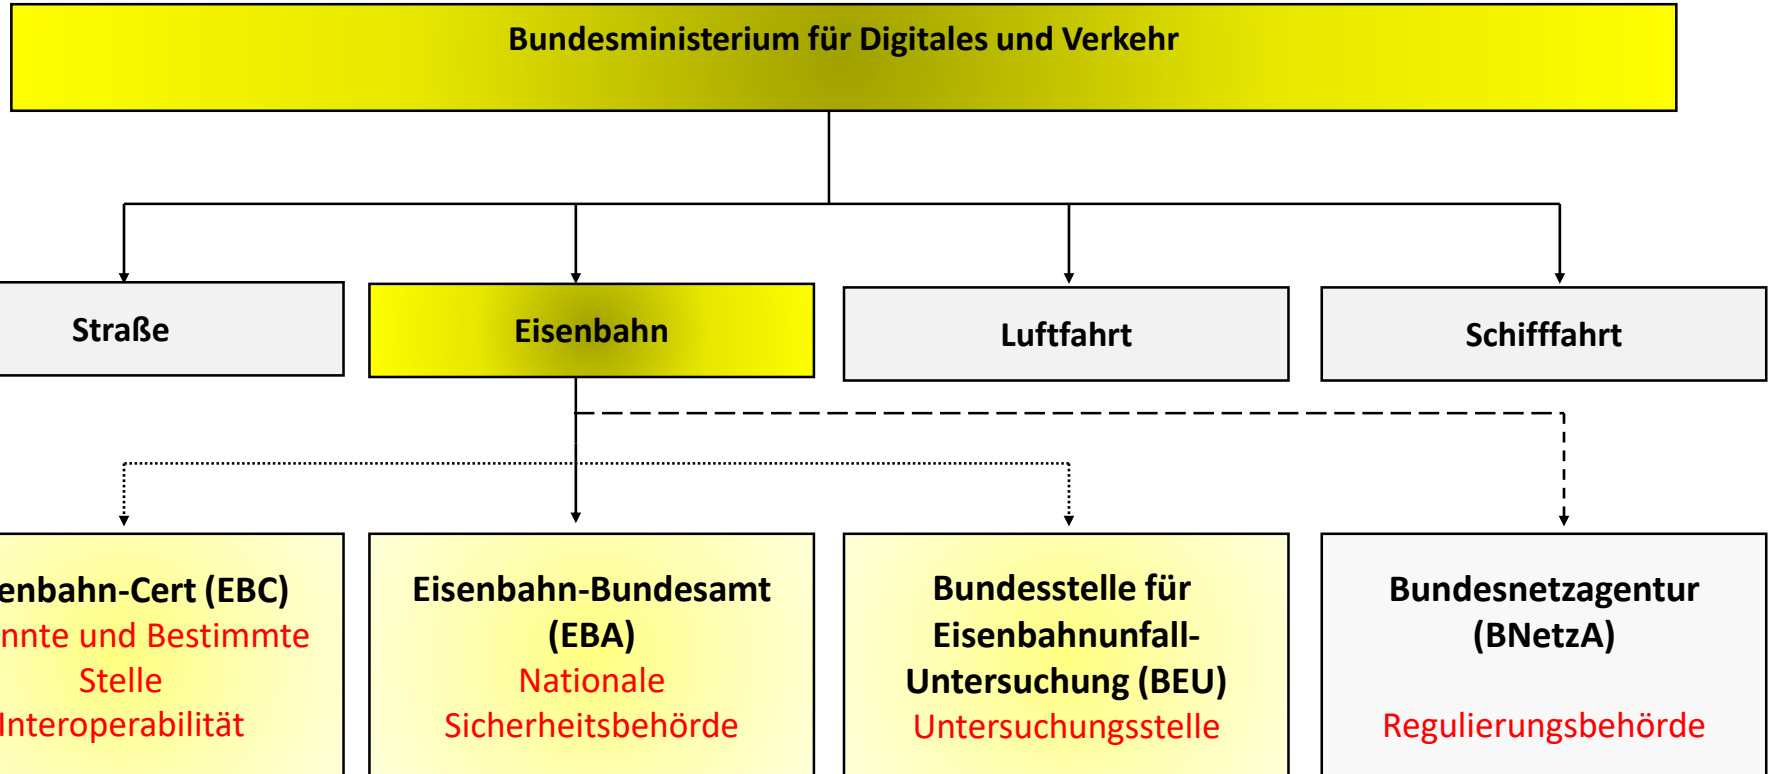 Bundesministerium für Digitales und Verkehr
Straße
Eisenbahn
Luftfahrt
Schifffahrt
enbahn-Cert (EBC)
nnte und Bestimmte
Stelle
Interoperabilität
Eisenbahn-Bundesamt
(EBA)
Nationale
Sicherheitsbehörde
Bundesstelle für
Eisenbahnunfall-
Untersuchung (BEU)
Untersuchungsstelle
Bundesnetzagentur
(BNetzA)
Regulierungsbehörde